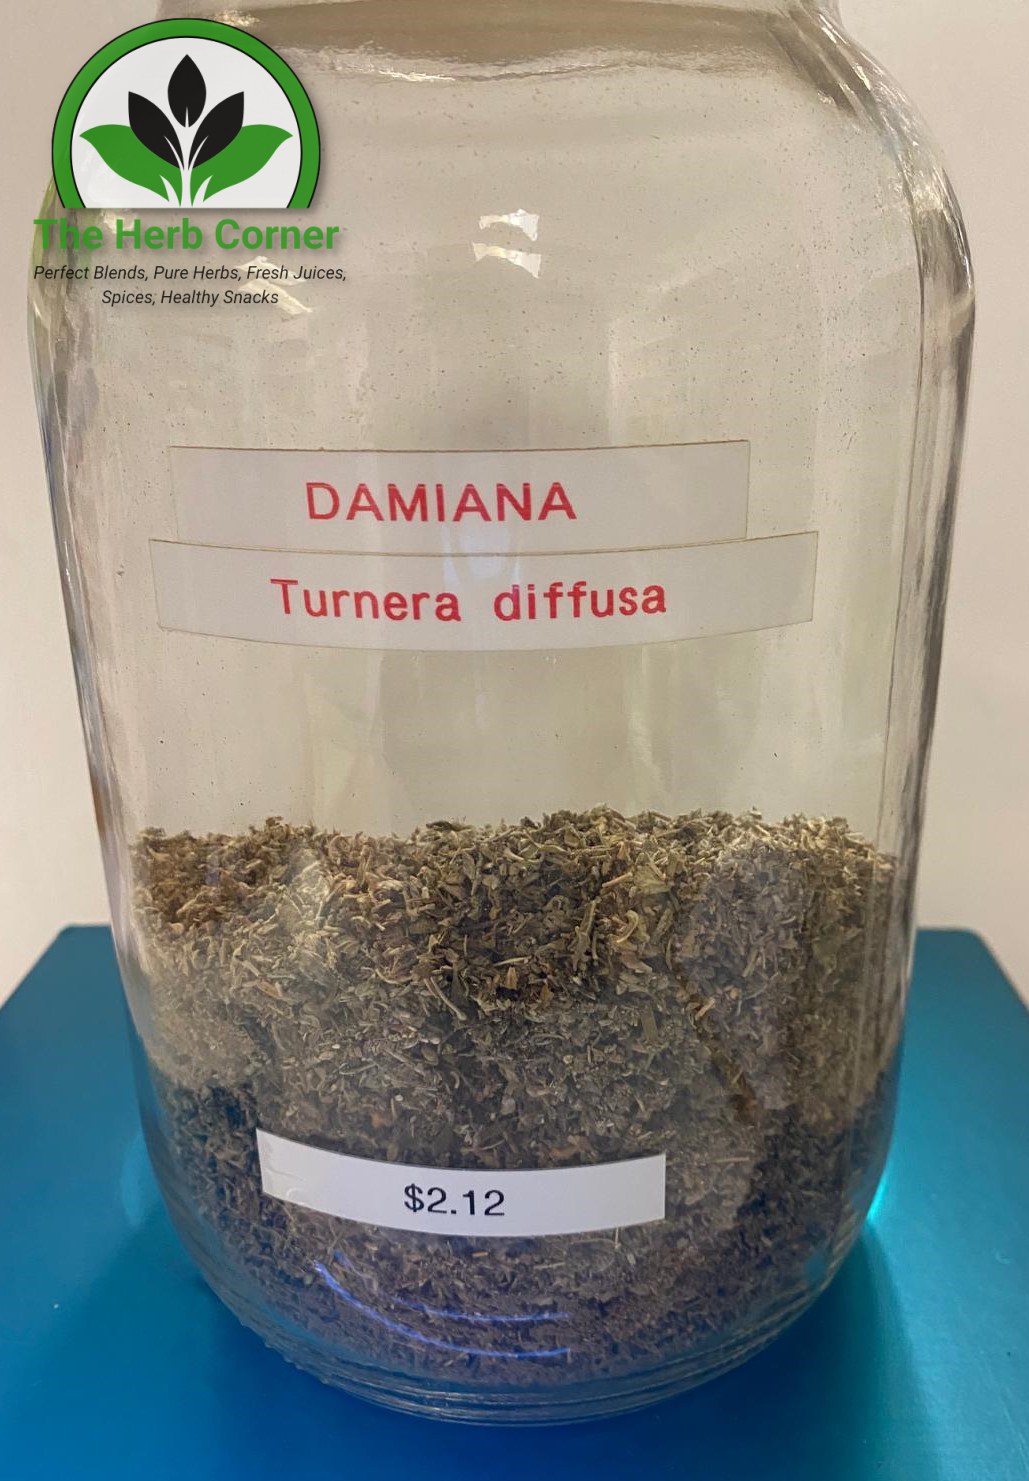 The Herb Corner
Perfect Blends, Pure Herbs, Fresh Juices,
Spices, Healthy Snacks
DAMIANA
Turnera diffusa
$2.12